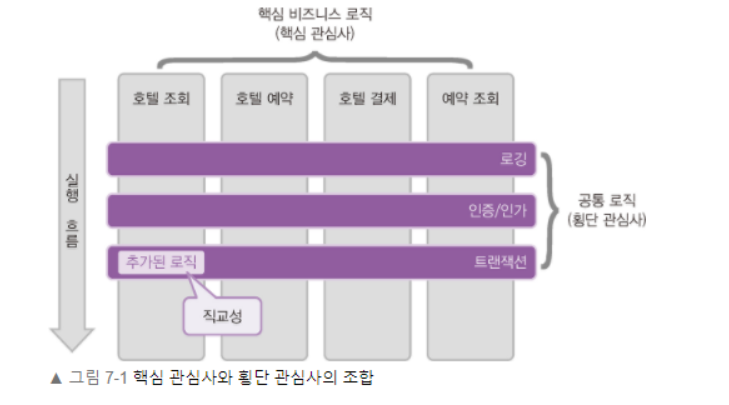 핵심 비즈니스 로직
(핵심 관심사)
호텔 조회
호텔 예약
호텔 결제
예약 조회
실행 흐름
로깅
인증/인가
추가된 로직
트랜잭션
직교성
공통 로직
(횡단 관심사)
▲ 그림 7-1 핵심 관심사와 횡단 관심사의 조합